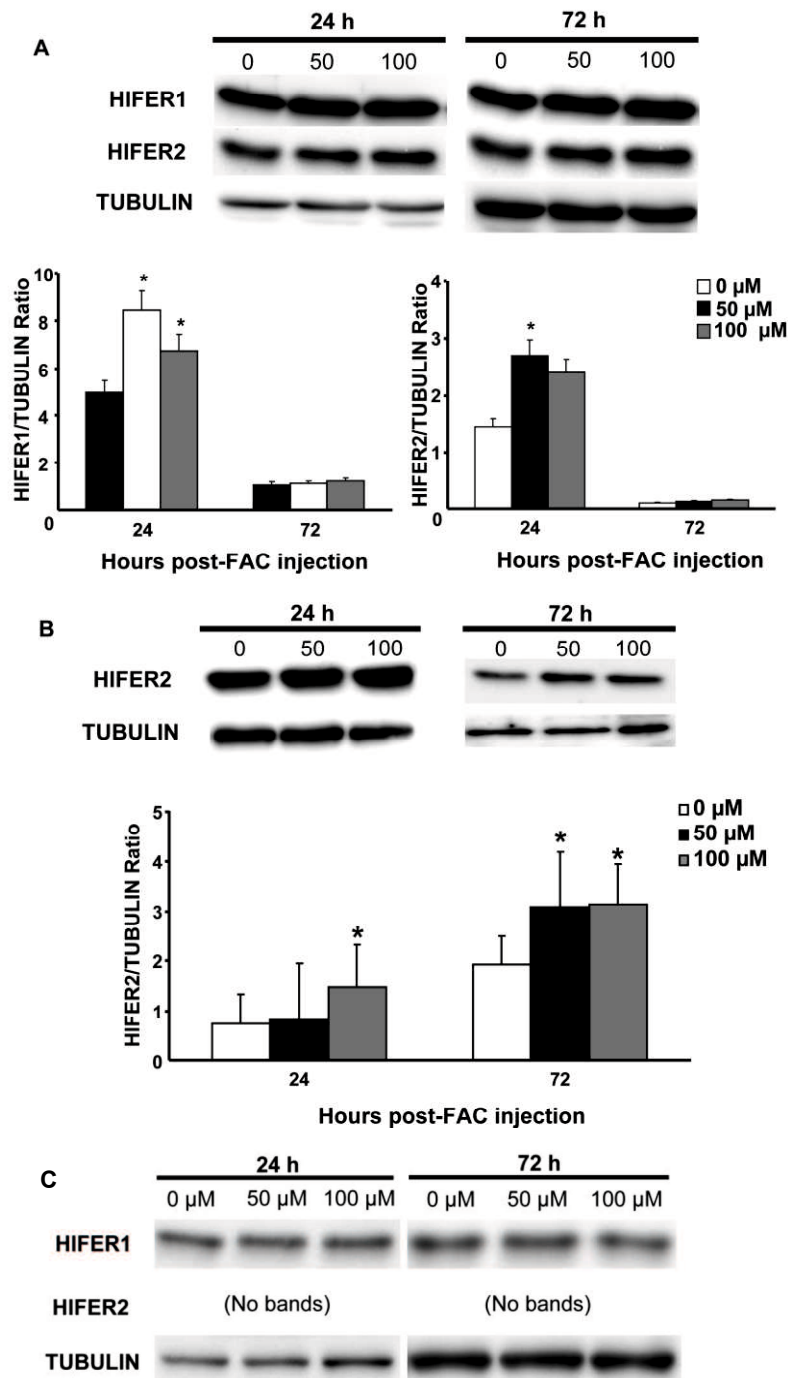 A
24 h
72 h
0 50 100
0 50 100
HIFER1
HIFER2
TUBULIN
HIFER1/TUBULIN Ratio
10
8
6
4
2
0
*
*
24
72
Hours post-FAC injection
HIFER2/TUBULIN Ratio
4
3
2
1
0
*
24
72
Hours post-FAC injection
0 µM
50 µM
100 µM
B
24 h
72 h
0 50 100
0 50 100
HIFER2
TUBULIN
HIFER2/TUBULIN Ratio
5
4
3
2
1
0
*
*
*
24
72
Hours post-FAC injection
0 µM
50 µM
100 µM
C
24 h
72 h
0 µM 50 µM 100 µM
0 µM 50 µM 100 µM
HIFER1
HIFER2
(No bands)
(No bands)
TUBULIN